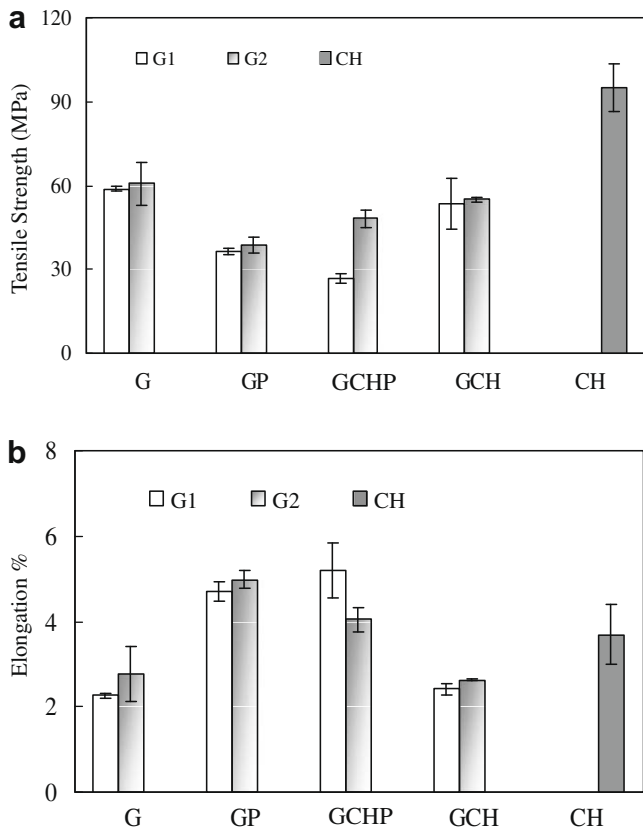 a
120
G1 G2 CH
90
60
30
0
Tensile Strength (MPa)
G GP GCHP GCH CH
b
8
G1 G2 CH
6
4
2
0
Elongation %
G GP GCHP GCH CH